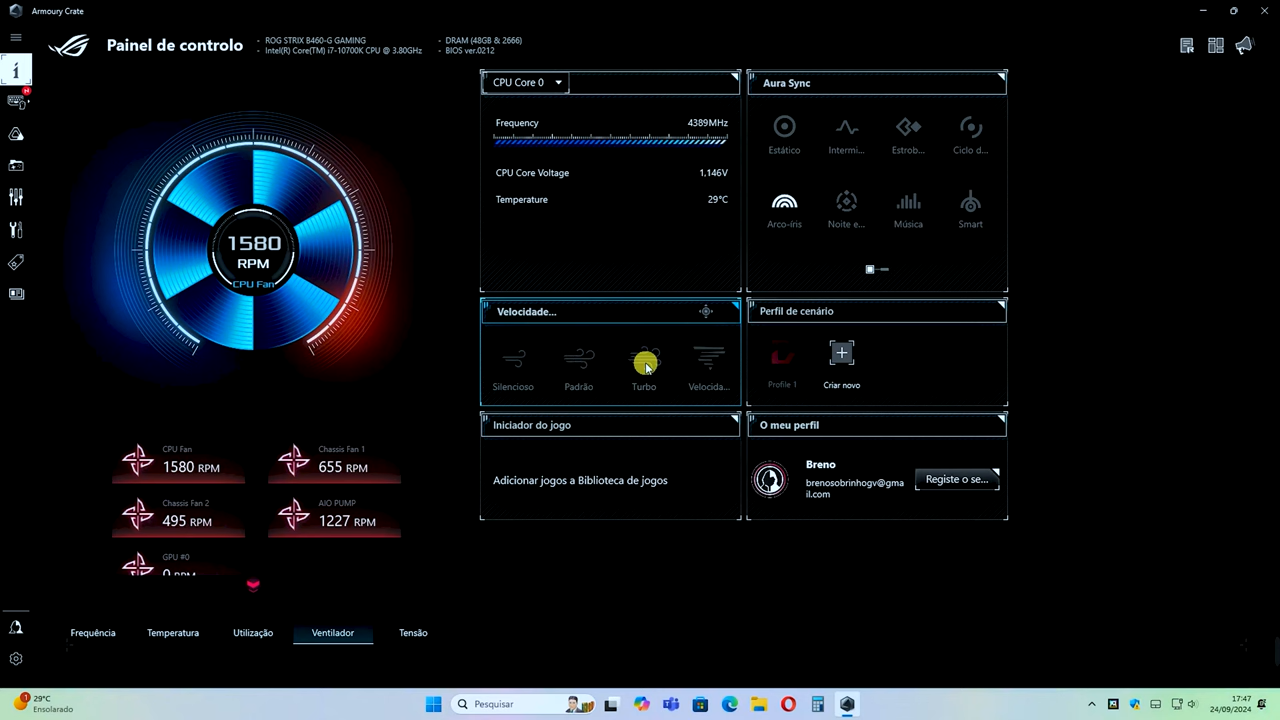 Armoury Crate
Painel de controlo
- ROG STRIX B460-G GAMING
- Intel(R) Core(TM) i7-10700K CPU @ 3.80GHz
- DRAM (48GB & 2666)
- BIOS ver.0212
1580
RPM
CPU Fan
CPU Fan
1580 RPM
Chassis Fan 1
655 RPM
Chassis Fan 2
495 RPM
AIO PUMP
1227 RPM
GPU #0
0 RPM
Frequência
Temperatura
Utilização
Ventilador
Tensão
CPU Core 0
Frequency 4389MHz
CPU Core Voltage 1,146V
Temperature 29°C
Aura Sync
Estático
Intermi...
Estrob...
Ciclo d...
Arco-íris
Noite e...
Música
Smart
Velocidade...
Silencioso
Padrão
Turbo
Velocida...
Perfil de cenário
Profile 1
Criar novo
Iniciador do jogo
Adicionar jogos a Biblioteca de jogos
O meu perfil
Breno
brenosobrinhogv@gma
il.com
Registe o se...
1
29°C
Ensolarado
Pesquisar
17:47
24/09/2024